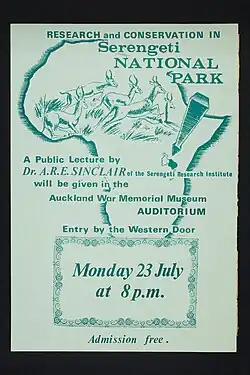 RESEARCH and CONSERVATION IN
Serengeti
NATIONAL
PARK
A Public Lecture by
Dr. A.R.E. SINCLAIR of the Serengeti Research Institute
will be given in the
Auckland War Memorial Museum
AUDITORIUM
Entry by the Western Door
Monday 23 July
at 8 p.m.
Admission free.